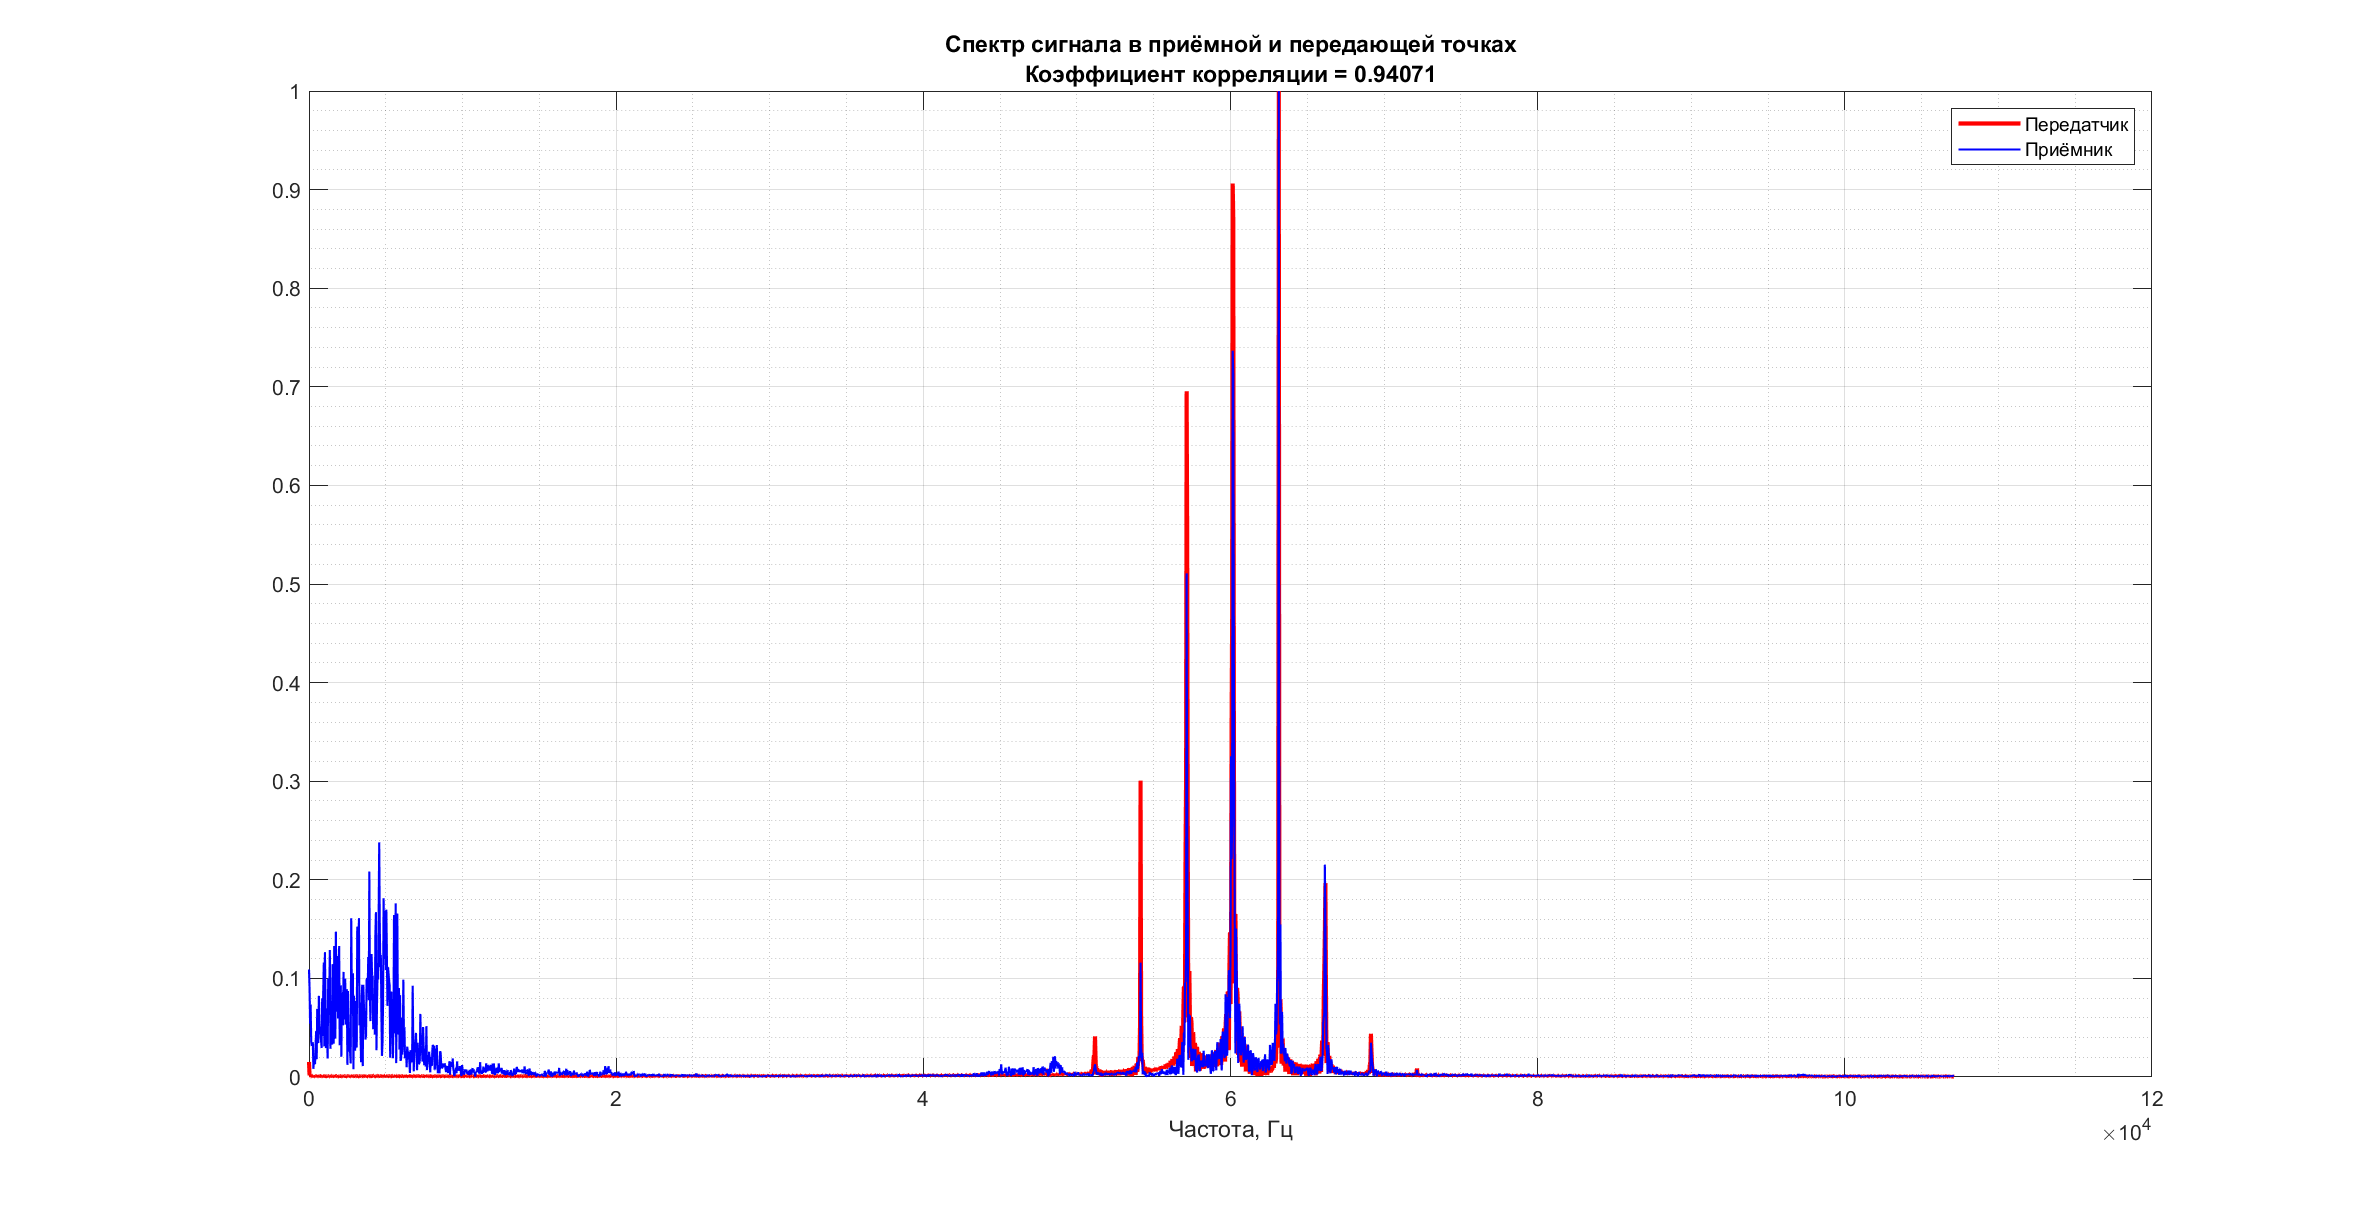 Спектр сигнала в приёмной и передающей точках
Коэффициент корреляции = 0.94071
1
0.9
0.8
0.7
0.6
0.5
0.4
0.3
0.2
0.1
0
Передатчик
Приёмник
0 2 4 6 8 10 12
Частота, Гц
×10⁴